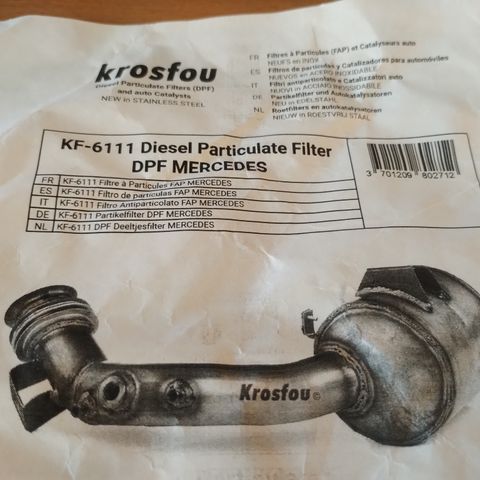 krosfou
Diesel Particulate Filters (DPF)
and auto Catalysts
NEW in STAINLESS STEEL
FR Filtres à Particules (FAP) et Catalyseurs auto
NEUFS en INOX
ES Filtros de partículas y Catalizadores para automóviles
NUEVOS en ACERO INOXIDABLE
IT Filtri antiparticolato e Catalizzatori auto
NUOVI in ACCIAIO INOSSIDABILE
DE Partikelfilter und Autokatalysatoren
NEU in EDELSTAHL
NL Roetfilters en autokatalysatoren
NIEUW in ROESTVRIJ STAAL
KF-6111 Diesel Particulate Filter
DPF MERCEDES
FR KF-6111 Filtre à Particules FAP MERCEDES
ES KF-6111 Filtro de partículas FAP MERCEDES
IT KF-6111 Filtro Antiparticolato FAP MERCEDES
DE KF-6111 Partikelfilter DPF MERCEDES
NL KF-6111 DPF Deeltjesfilter MERCEDES
3 701209 802712
Krosfou©